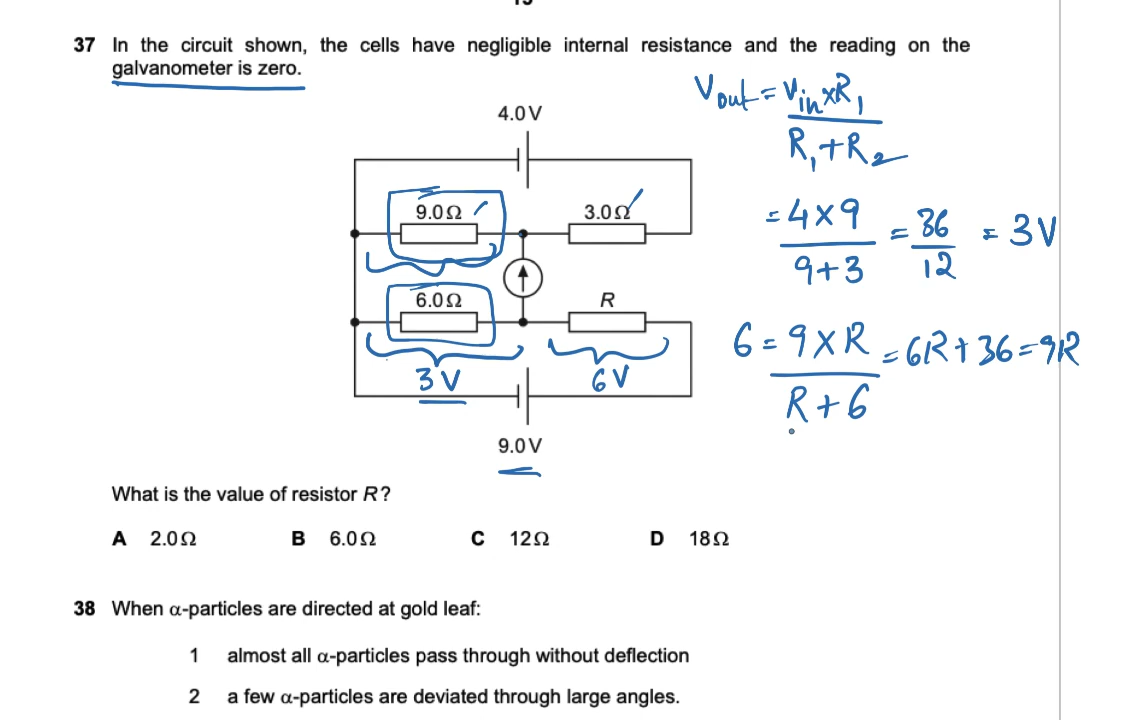 37 In the circuit shown, the cells have negligible internal resistance and the reading on the
galvanometer is zero.
Vout = Vin x R1
R1 + R2
4.0 V
9.0 Ω
3.0 Ω
= 4 x 9 = 36 = 3 V
9 + 3 12
6.0 Ω
R
6 = 9 x R = 6R + 36 = 9R
R + 6
3 V
6 V
9.0 V
What is the value of resistor R?
A 2.0 Ω B 6.0 Ω C 12 Ω D 18 Ω
38 When α-particles are directed at gold leaf:
1 almost all α-particles pass through without deflection
2 a few α-particles are deviated through large angles.